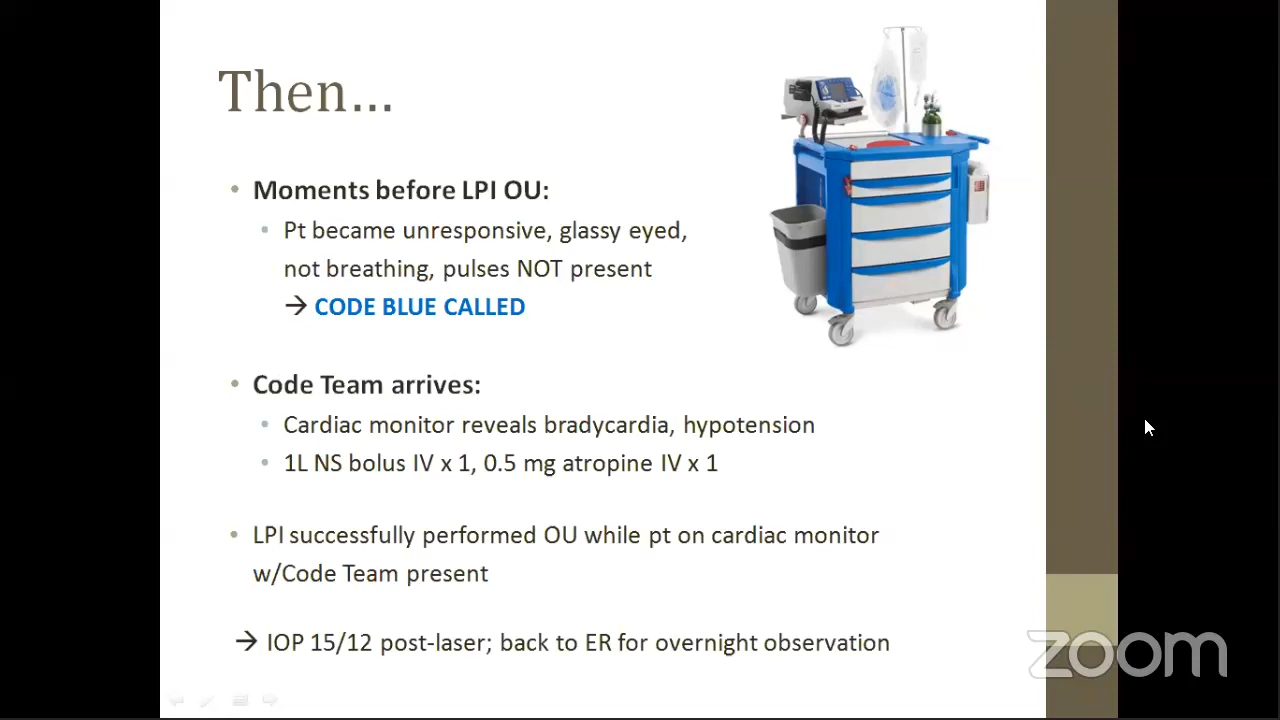 Then...
• Moments before LPI OU:
• Pt became unresponsive, glassy eyed,
not breathing, pulses NOT present
→ CODE BLUE CALLED
• Code Team arrives:
• Cardiac monitor reveals bradycardia, hypotension
• 1L NS bolus IV x 1, 0.5 mg atropine IV x 1
• LPI successfully performed OU while pt on cardiac monitor
w/Code Team present
→ IOP 15/12 post-laser; back to ER for overnight observation
zoom